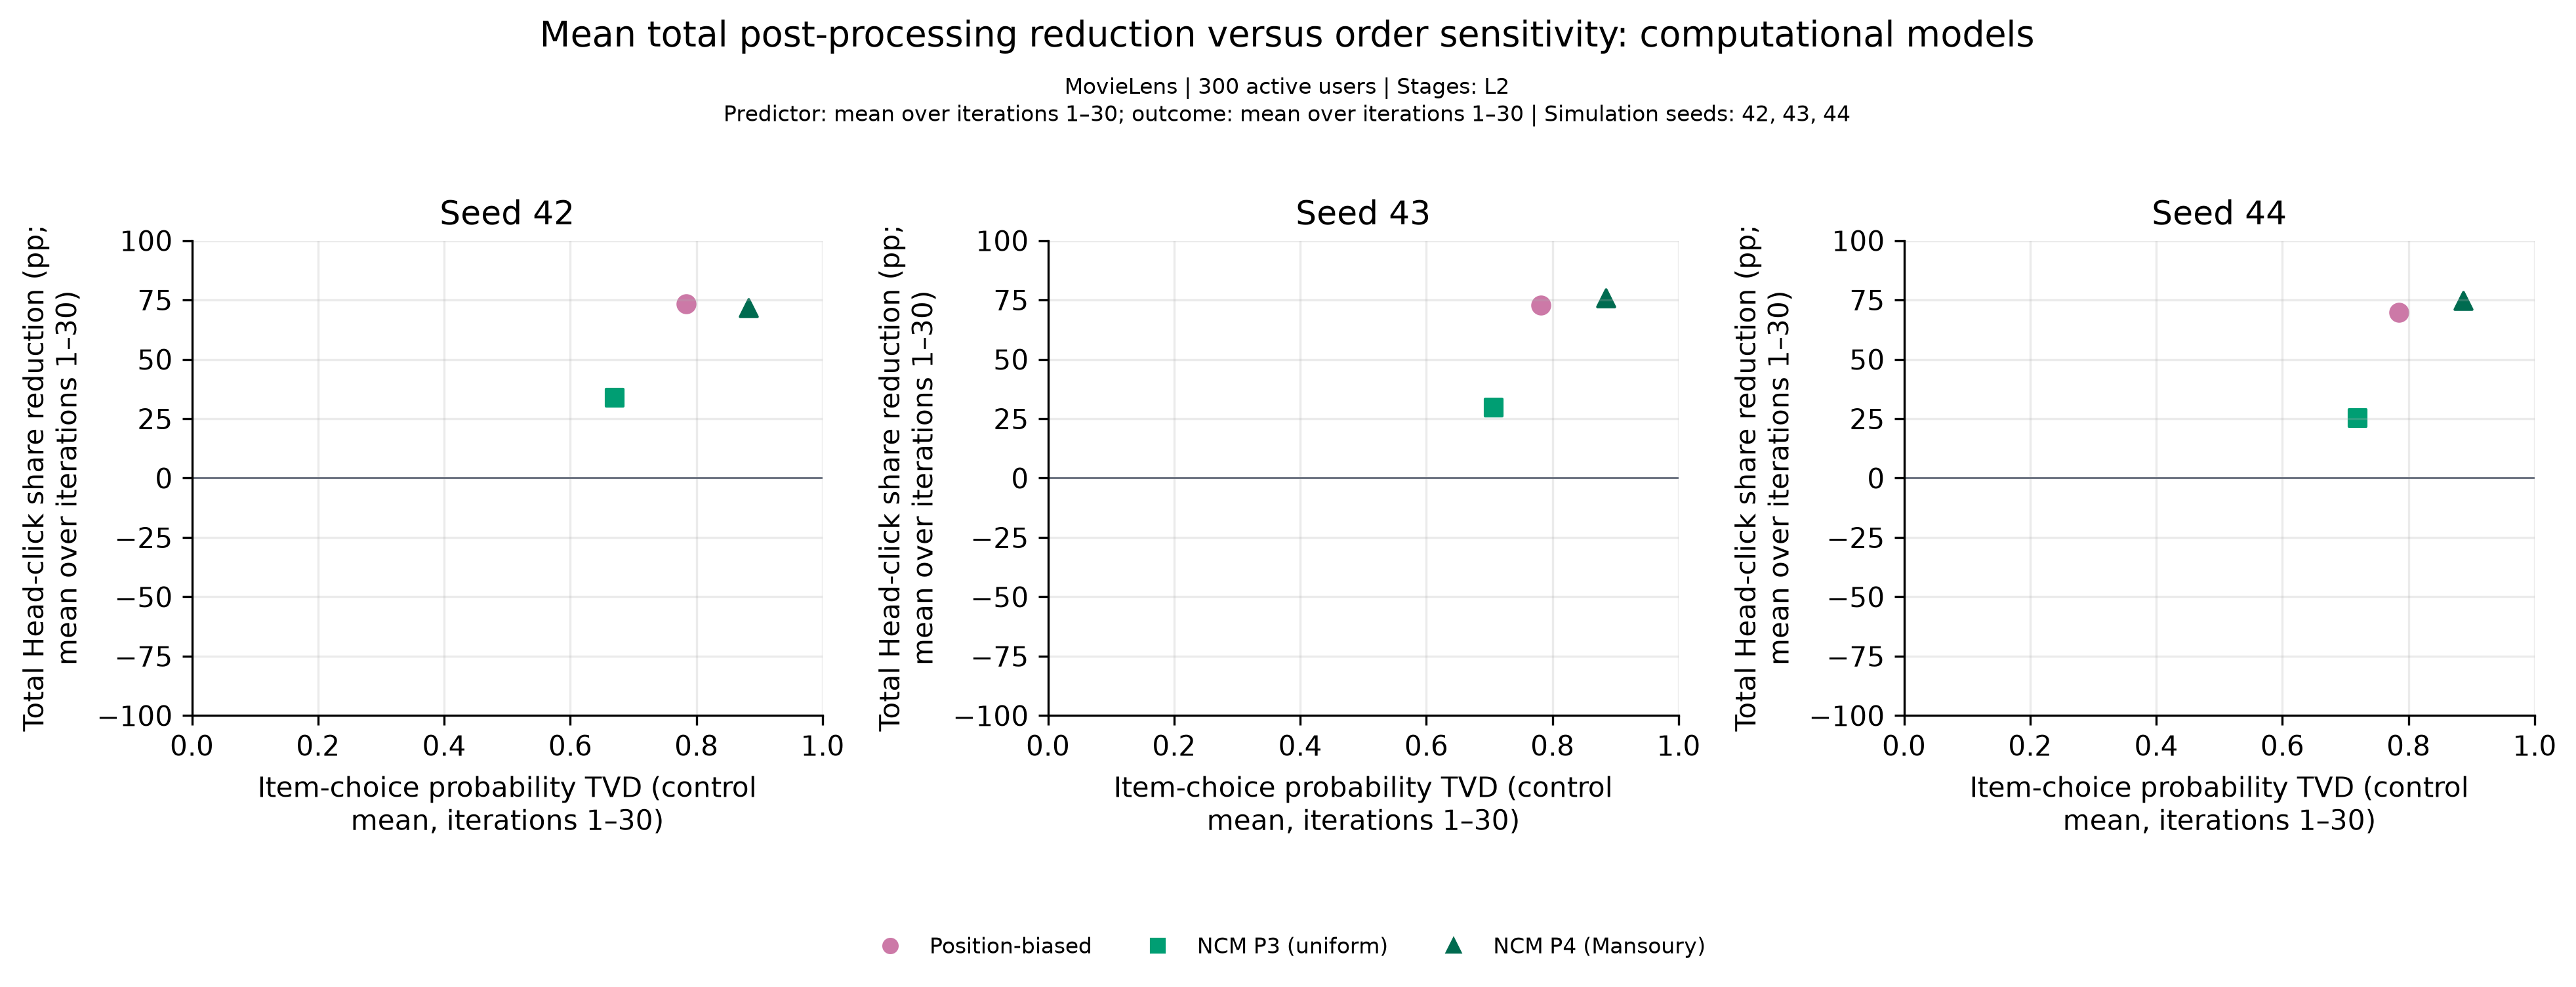 Mean total post-processing reduction versus order sensitivity: computational models
MovieLens | 300 active users | Stages: L2
Predictor: mean over iterations 1–30; outcome: mean over iterations 1–30 | Simulation seeds: 42, 43, 44
Seed 42
Total Head-click share reduction (pp;
mean over iterations 1–30)
100
75
50
25
0
−25
−50
−75
−100
0.0 0.2 0.4 0.6 0.8 1.0
Item-choice probability TVD (control
mean, iterations 1–30)
Seed 43
Total Head-click share reduction (pp;
mean over iterations 1–30)
100
75
50
25
0
−25
−50
−75
−100
0.0 0.2 0.4 0.6 0.8 1.0
Item-choice probability TVD (control
mean, iterations 1–30)
Seed 44
Total Head-click share reduction (pp;
mean over iterations 1–30)
100
75
50
25
0
−25
−50
−75
−100
0.0 0.2 0.4 0.6 0.8 1.0
Item-choice probability TVD (control
mean, iterations 1–30)
Position-biased NCM P3 (uniform) NCM P4 (Mansoury)